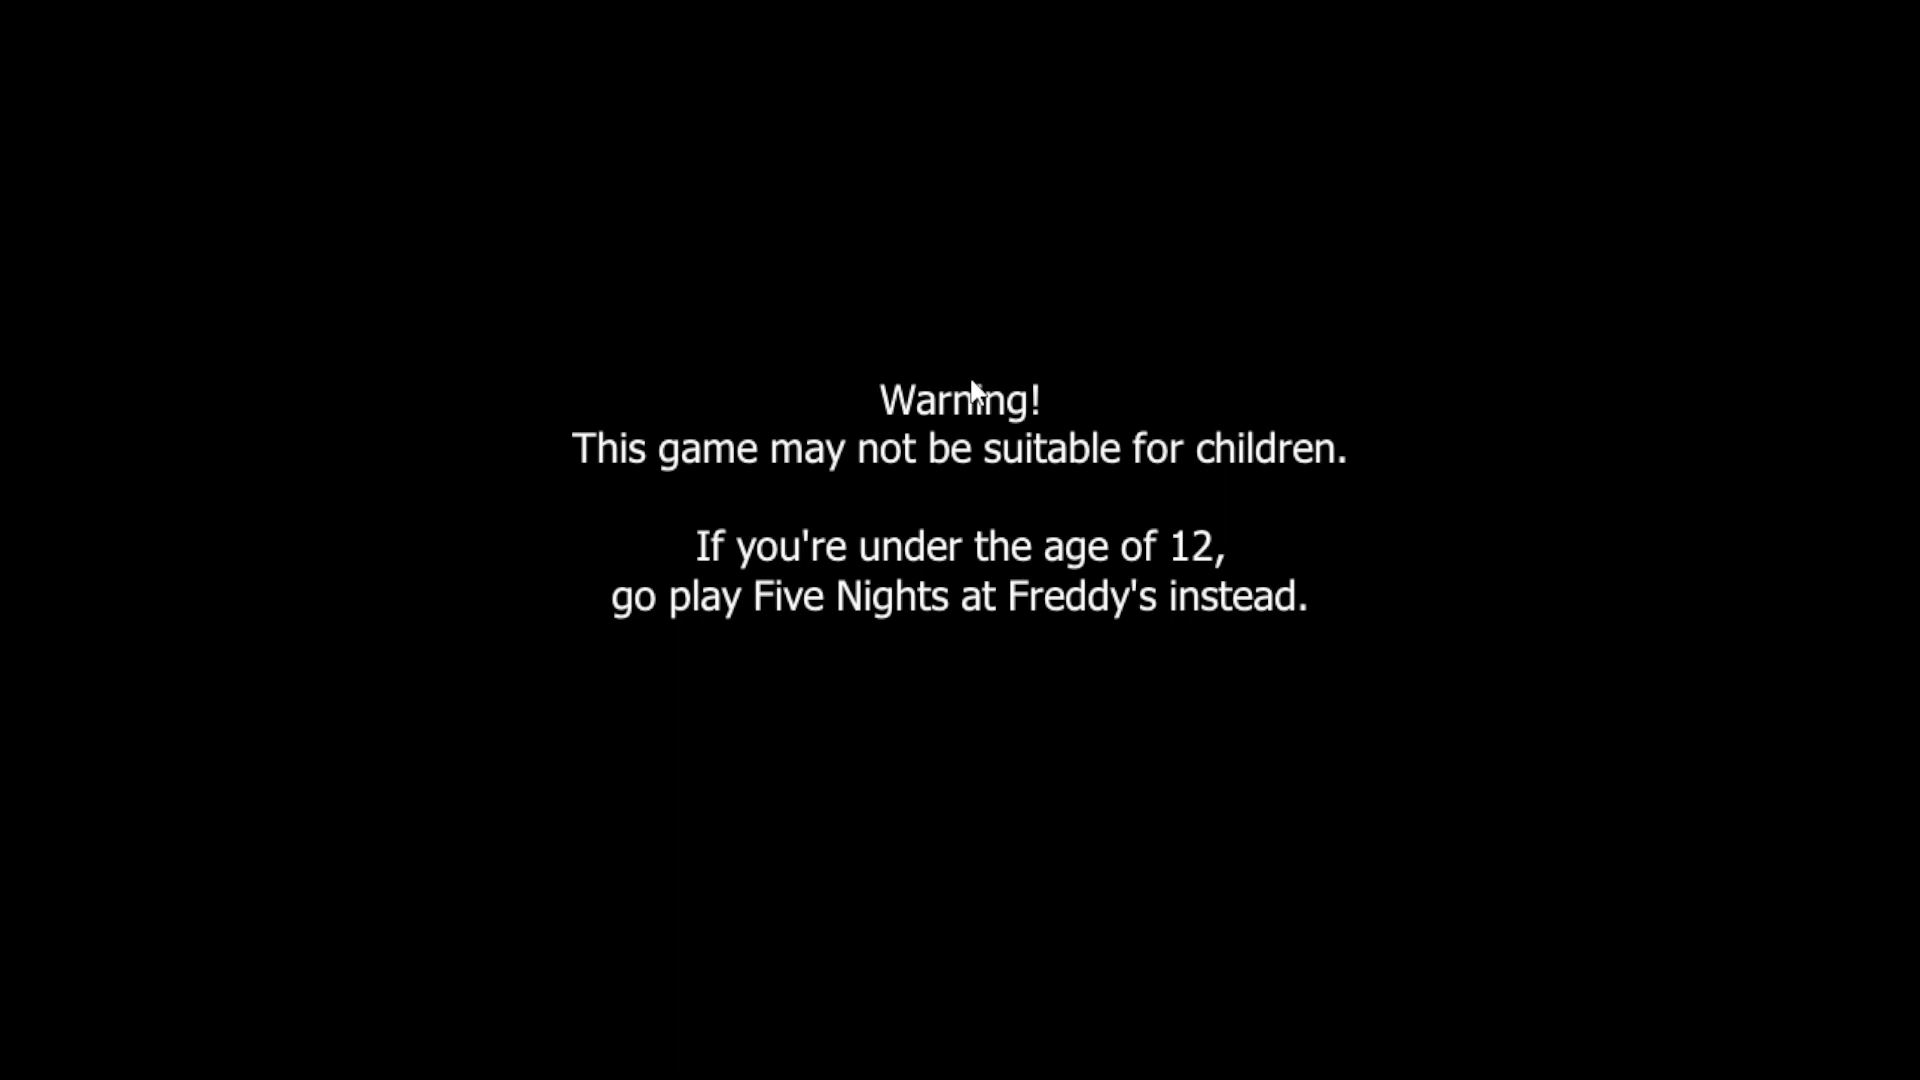 Warning!
This game may not be suitable for children.
If you're under the age of 12,
go play Five Nights at Freddy's instead.